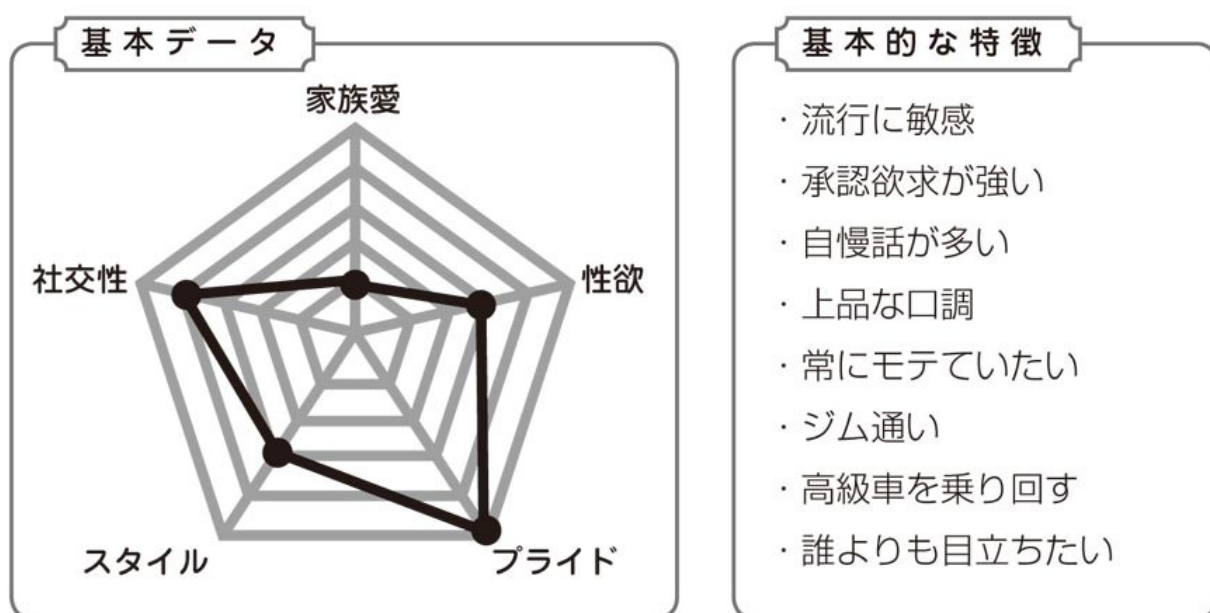 基本データ
家族愛
社交性
性欲
スタイル
プライド
基本的な特徴
・流行に敏感
・承認欲求が強い
・自慢話が多い
・上品な口調
・常にモテていたい
・ジム通い
・高級車を乗り回す
・誰よりも目立ちたい